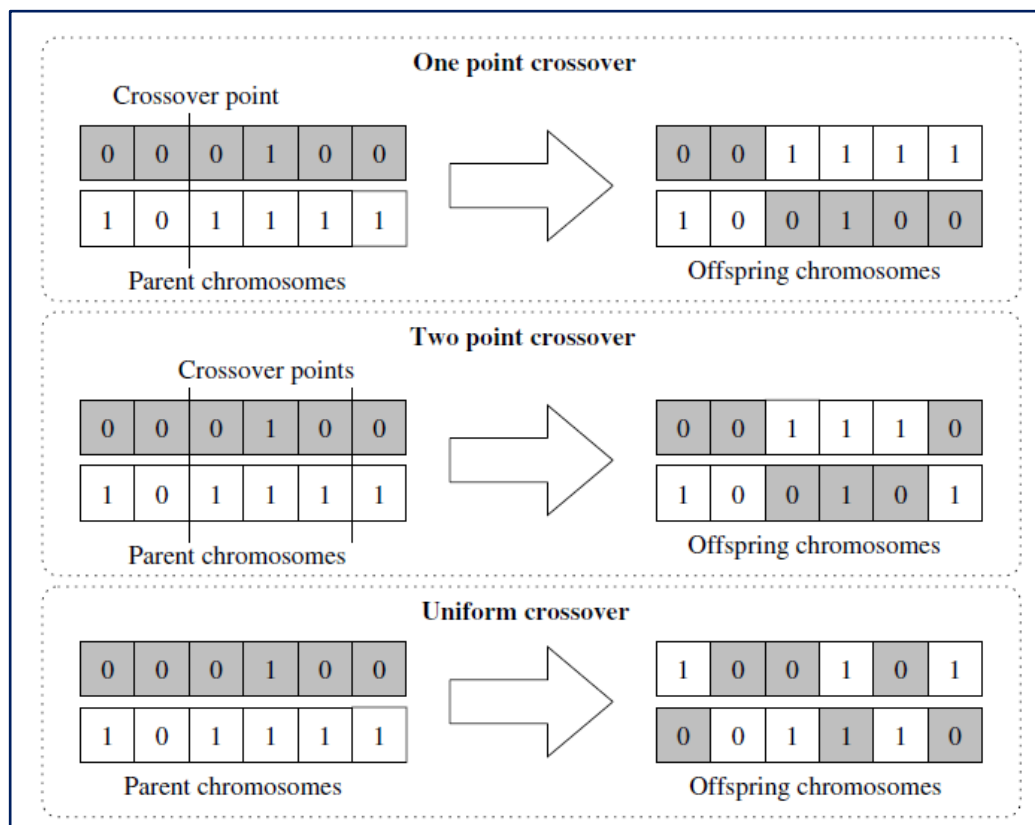 One point crossover
Crossover point
0 0 0 1 0 0 0 0 1 1 1 1
1 0 1 1 1 1 1 0 0 1 0 0
Parent chromosomes Offspring chromosomes
Two point crossover
Crossover points
0 0 0 1 0 0 0 0 1 1 1 0
1 0 1 1 1 1 1 0 0 1 0 1
Parent chromosomes Offspring chromosomes
Uniform crossover
0 0 0 1 0 0 1 0 0 1 0 1
1 0 1 1 1 1 0 0 1 1 1 0
Parent chromosomes Offspring chromosomes